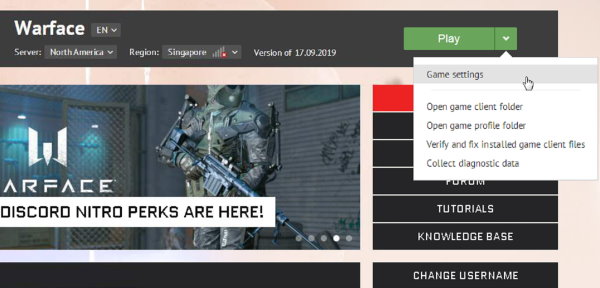 Warface EN
Play
Server: North America Region: Singapore Version of 17.09.2019
Game settings
Open game client folder
Open game profile folder
Verify and fix installed game client files
Collect diagnostic data
ARFACE
DISCORD NITRO PERKS ARE HERE!
FORUM
TUTORIALS
KNOWLEDGE BASE
CHANGE USERNAME